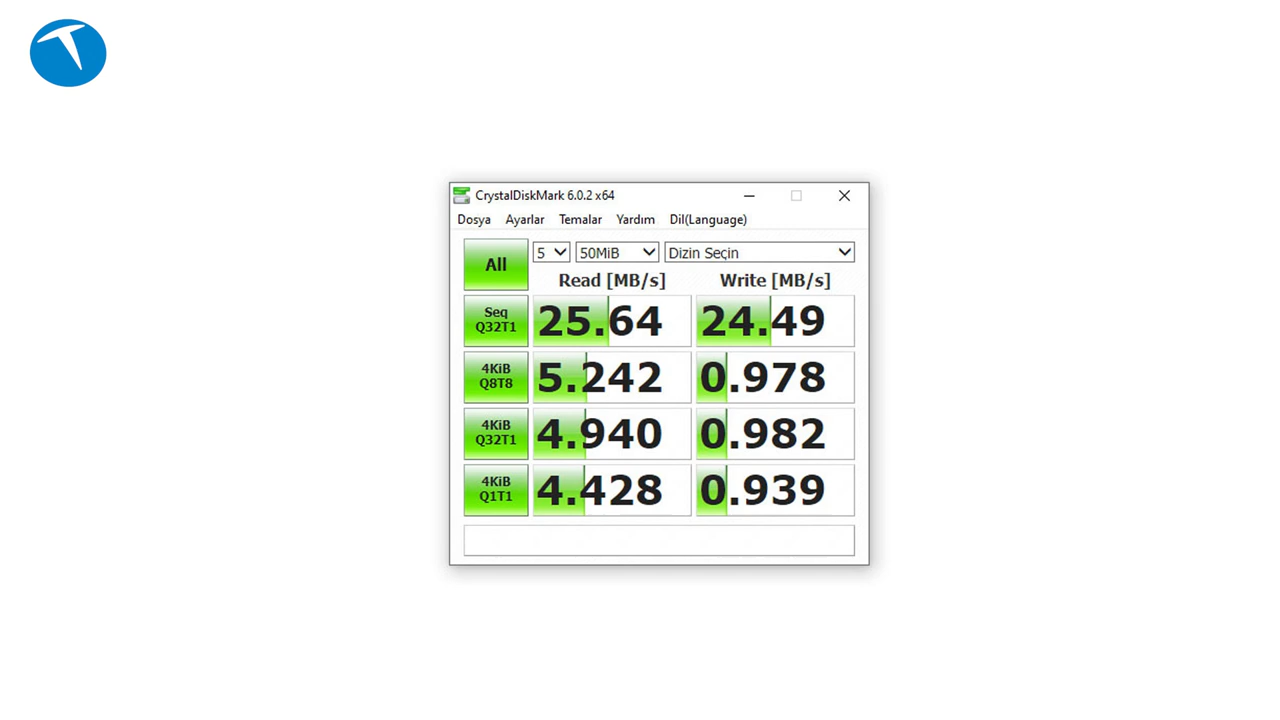 CrystalDiskMark 6.0.2 x64
Dosya Ayarlar Temalar Yardım Dil(Language)
All 5 50MiB Dizin Seçin
Read [MB/s] Write [MB/s]
Seq
Q32T1 25.64 24.49
4KiB
Q8T8 5.242 0.978
4KiB
Q32T1 4.940 0.982
4KiB
Q1T1 4.428 0.939